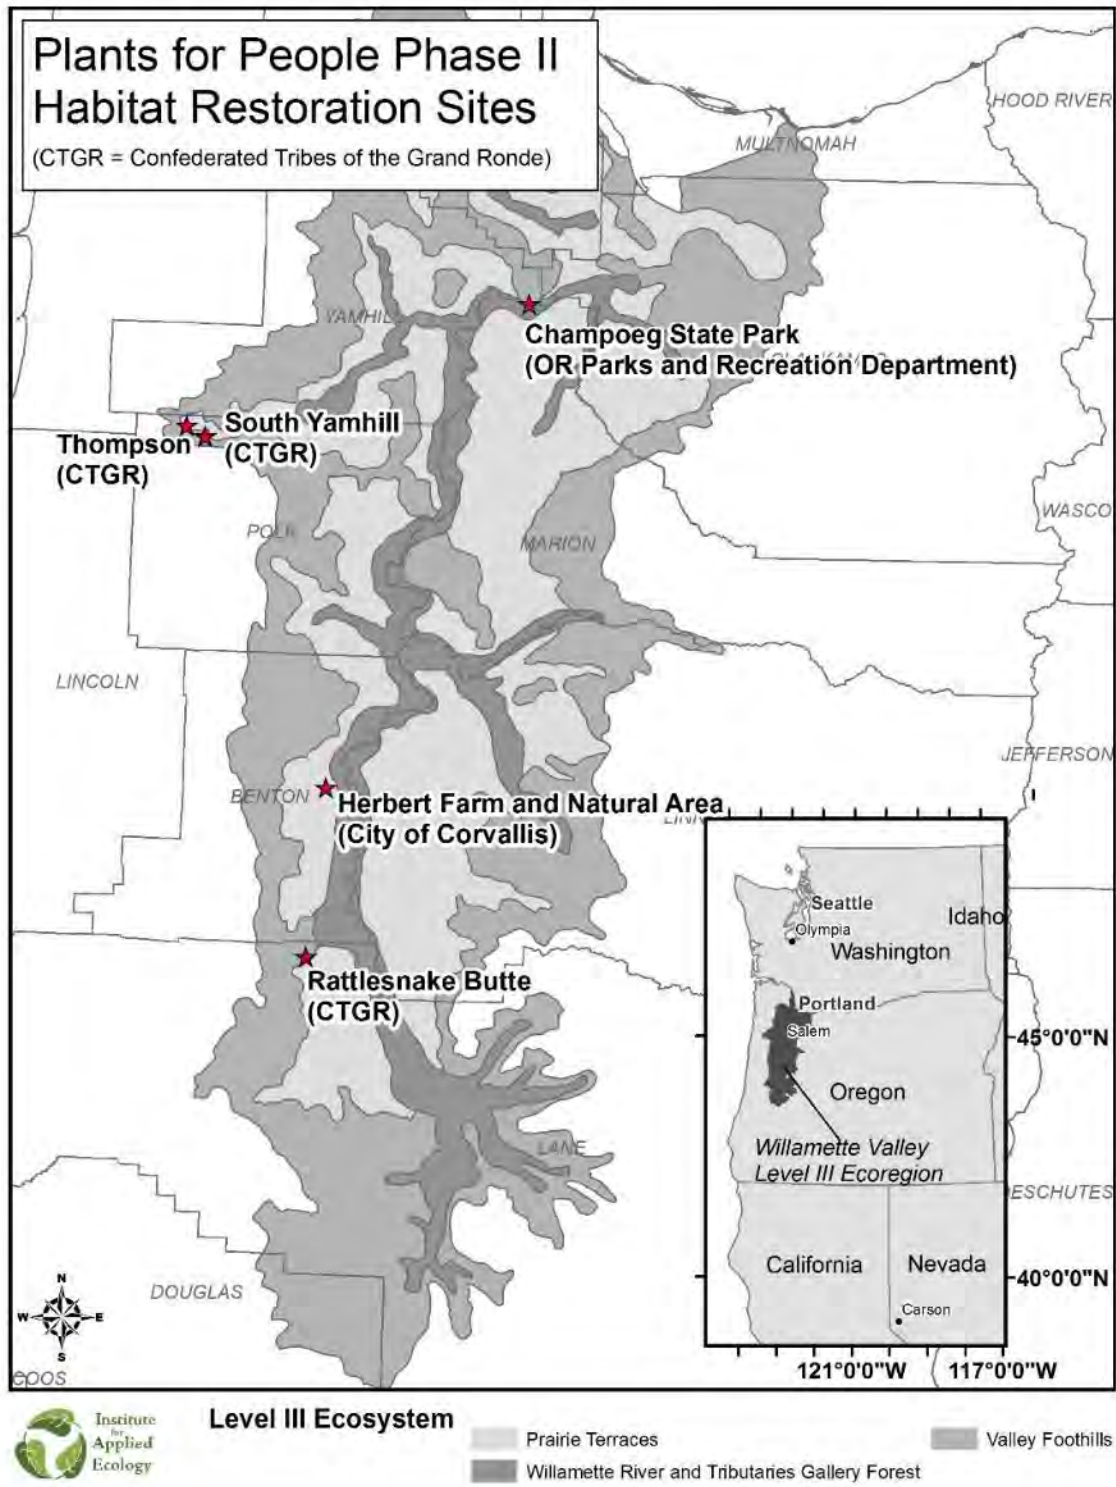 Plants for People Phase II
Habitat Restoration Sites
(CTGR = Confederated Tribes of the Grand Ronde)
HOOD RIVER
MULTNOMAH
YAMHILL
Champoeg State Park
(OR Parks and Recreation Department)
South Yamhill
(CTGR)
Thompson
(CTGR)
WASCO
POLK
MARION
LINCOLN
JEFFERSON
BENTON
Herbert Farm and Natural Area
(City of Corvallis)
LINN
Rattlesnake Butte
(CTGR)
Seattle
Idaho
Olympia
Washington
Portland
Salem
45°0'0"N
Oregon
Willamette Valley
Level III Ecoregion
LANE
ESCHUTES
California
Nevada
40°0'0"N
Carson
DOUGLAS
N
W
E
S
COOS
121°0'0"W
117°0'0"W
Institute
for
Applied
Ecology
Level III Ecosystem
Prairie Terraces
Valley Foothills
Willamette River and Tributaries Gallery Forest